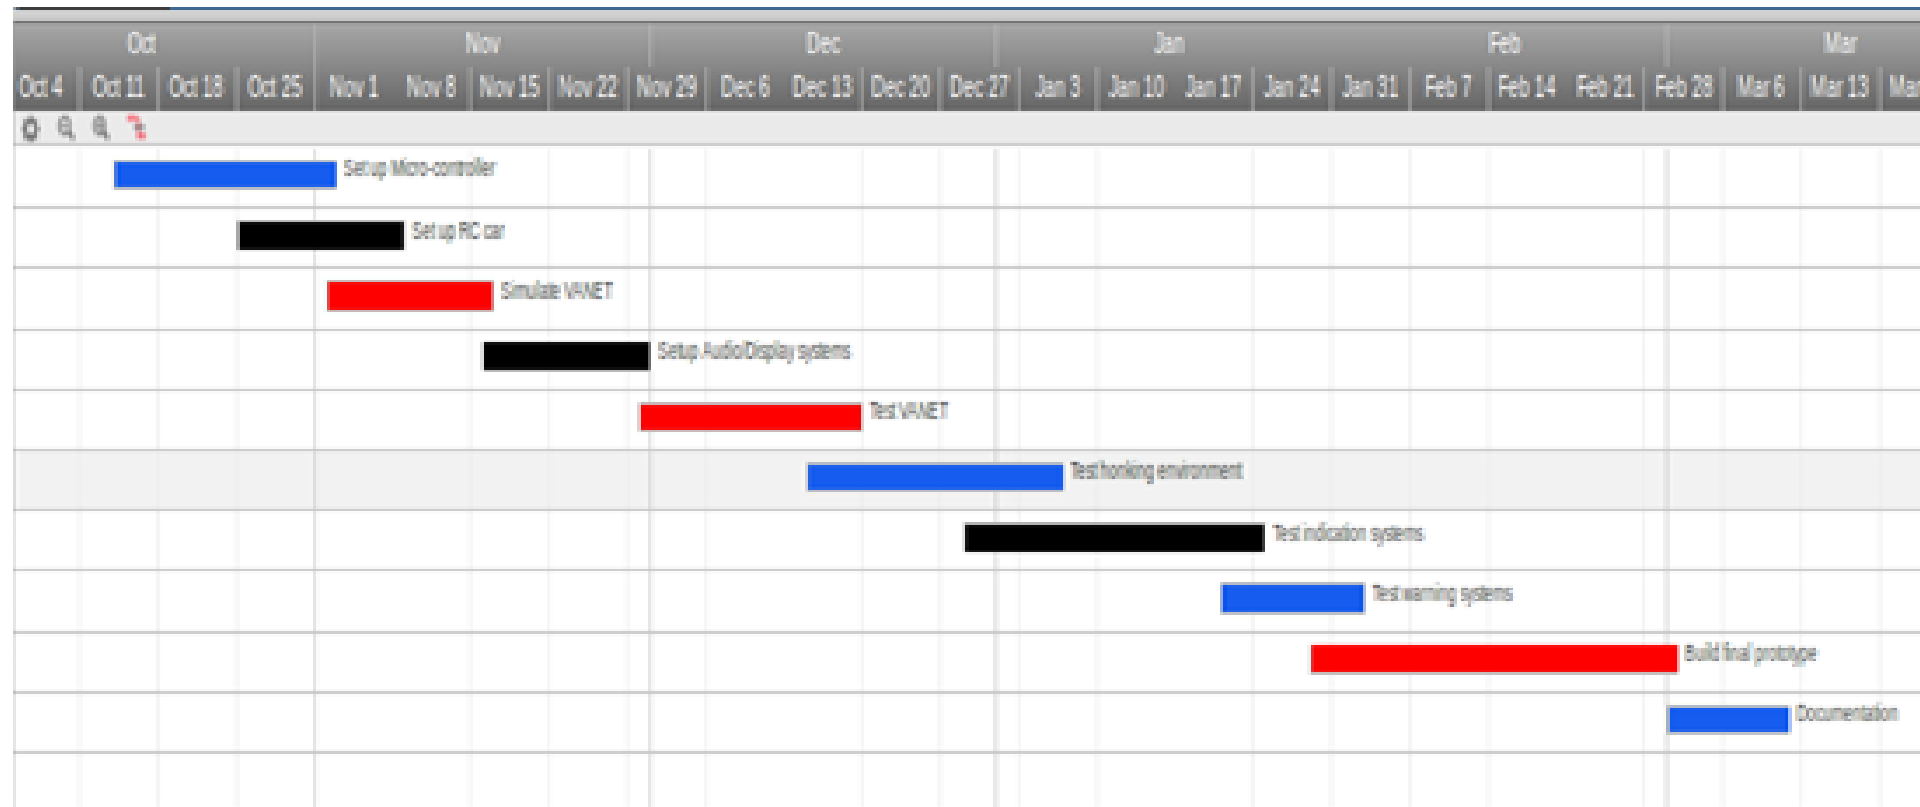 Oct Nov Dec Jan Feb Mar
Oct 4 Oct 11 Oct 18 Oct 25 Nov 1 Nov 8 Nov 15 Nov 22 Nov 29 Dec 6 Dec 13 Dec 20 Dec 27 Jan 3 Jan 10 Jan 17 Jan 24 Jan 31 Feb 7 Feb 14 Feb 21 Feb 28 Mar 6 Mar 13 Mar
Set up Micro-controller
Set up RC car
Simulate VANET
Setup Audio/Display systems
Test VANET
Test honking environment
Test indication systems
Test warning systems
Build final prototype
Documentation